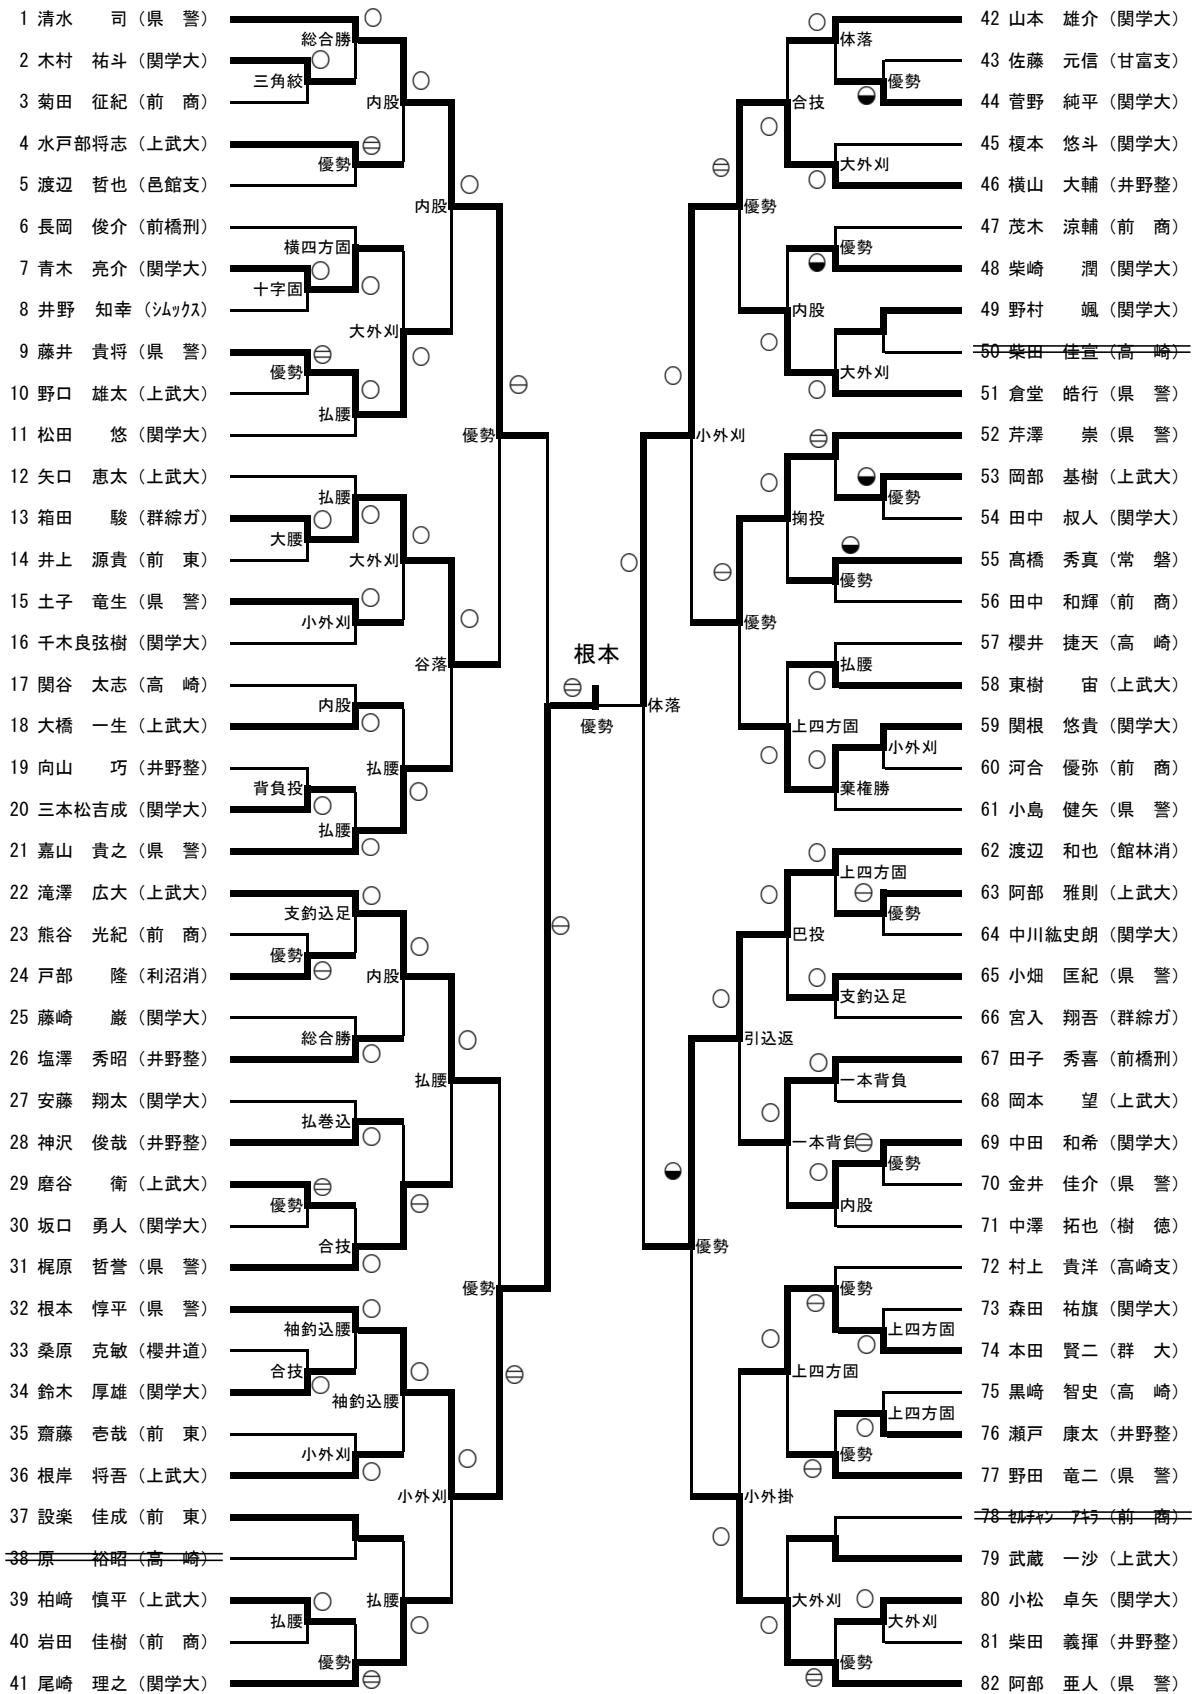 1 清水　　司（県　警）
2 木村　祐斗（関学大）
3 菊田　征紀（前　商）
4 水戸部将志（上武大）
5 渡辺　哲也（邑館支）
6 長岡　俊介（前橋刑）
7 青木　亮介（関学大）
8 井野　知幸（ｼﾑｯｸｽ）
9 藤井　貴将（県　警）
10 野口　雄太（上武大）
11 松田　　悠（関学大）
12 矢口　恵太（上武大）
13 箱田　　駿（群綜ガ）
14 井上　源貴（前　東）
15 土子　竜生（県　警）
16 千木良弦樹（関学大）
17 関谷　太志（高　崎）
18 大橋　一生（上武大）
19 向山　　巧（井野整）
20 三本松吉成（関学大）
21 嘉山　貴之（県　警）
22 滝澤　広大（上武大）
23 熊谷　光紀（前　商）
24 戸部　　隆（利沼消）
25 藤崎　　巌（関学大）
26 塩澤　秀昭（井野整）
27 安藤　翔太（関学大）
28 神沢　俊哉（井野整）
29 磨谷　　衛（上武大）
30 坂口　勇人（関学大）
31 梶原　哲誉（県　警）
32 根本　惇平（県　警）
33 桑原　克敏（櫻井道）
34 鈴木　厚雄（関学大）
35 齋藤　壱哉（前　東）
36 根岸　将吾（上武大）
37 設楽　佳成（前　東）
38 原　　裕昭（高　崎）
39 柏﨑　慎平（上武大）
40 岩田　佳樹（前　商）
41 尾崎　理之（関学大）
総合勝
三角絞
内股
優勢
内股
横四方固
十字固
大外刈
優勢
払腰
優勢
払腰
大腰
大外刈
小外刈
谷落
内股
払腰
背負投
払腰
支釣込足
優勢
内股
総合勝
払腰
払巻込
優勢
合技
優勢
袖釣込腰
合技
袖釣込腰
小外刈
小外刈
払腰
払腰
優勢
根本
優勢
体落
体落
優勢
合技
大外刈
優勢
優勢
内股
大外刈
小外刈
優勢
掬投
優勢
優勢
払腰
上四方固
小外刈
棄権勝
上四方固
優勢
巴投
支釣込足
引込返
一本背負
一本背負
優勢
内股
優勢
優勢
上四方固
上四方固
上四方固
優勢
小外掛
大外刈
大外刈
優勢
42 山本　雄介（関学大）
43 佐藤　元信（甘富支）
44 菅野　純平（関学大）
45 榎本　悠斗（関学大）
46 横山　大輔（井野整）
47 茂木　涼輔（前　商）
48 柴崎　　潤（関学大）
49 野村　　颯（関学大）
50 柴田　佳宣（高　崎）
51 倉堂　皓行（県　警）
52 芹澤　　崇（県　警）
53 岡部　基樹（上武大）
54 田中　叔人（関学大）
55 髙橋　秀真（常　磐）
56 田中　和輝（前　商）
57 櫻井　捷天（高　崎）
58 東樹　　宙（上武大）
59 関根　悠貴（関学大）
60 河合　優弥（前　商）
61 小島　健矢（県　警）
62 渡辺　和也（館林消）
63 阿部　雅則（上武大）
64 中川紘史朗（関学大）
65 小畑　匡紀（県　警）
66 宮入　翔吾（群綜ガ）
67 田子　秀喜（前橋刑）
68 岡本　　望（上武大）
69 中田　和希（関学大）
70 金井　佳介（県　警）
71 中澤　拓也（樹　徳）
72 村上　貴洋（高崎支）
73 森田　祐旗（関学大）
74 本田　賢二（群　大）
75 黒﨑　智史（高　崎）
76 瀬戸　康太（井野整）
77 野田　竜二（県　警）
78 ｾﾙﾁｬﾝ　ｱｷﾗ（前　商）
79 武蔵　一沙（上武大）
80 小松　卓矢（関学大）
81 柴田　義揮（井野整）
82 阿部　亜人（県　警）